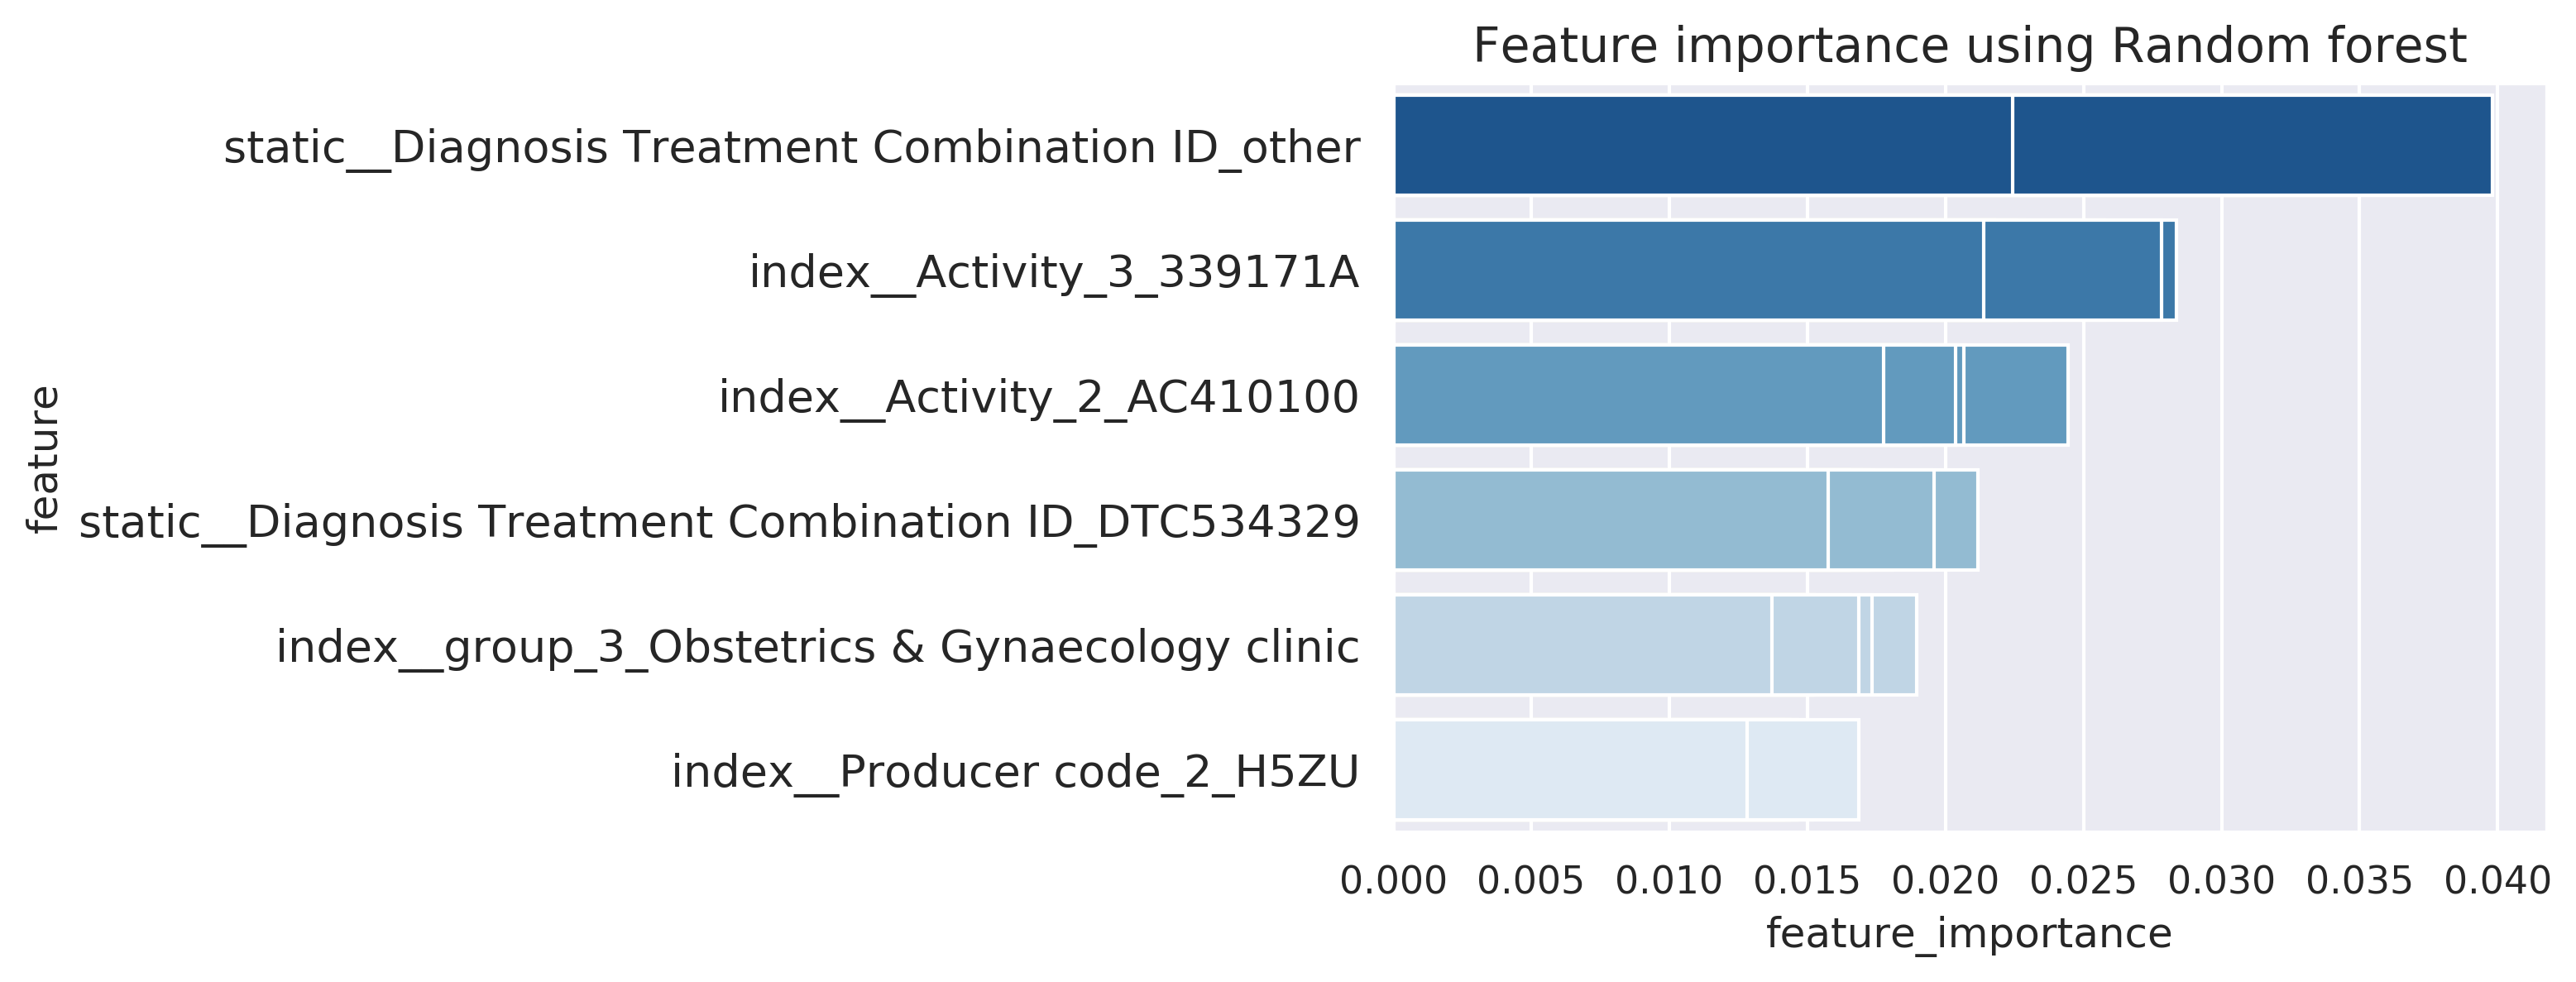 Feature importance using Random forest
feature
static__Diagnosis Treatment Combination ID_other
index__Activity_3_339171A
index__Activity_2_AC410100
static__Diagnosis Treatment Combination ID_DTC534329
index__group_3_Obstetrics & Gynaecology clinic
index__Producer code_2_H5ZU
0.000 0.005 0.010 0.015 0.020 0.025 0.030 0.035 0.040
feature_importance